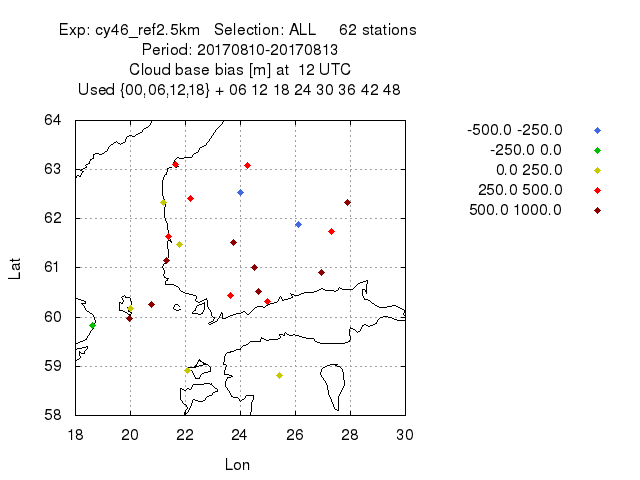 Exp: cy46_ref2.5km   Selection: ALL     62 stations
Period: 20170810-20170813
Cloud base bias [m] at  12 UTC
Used {00,06,12,18} + 06 12 18 24 30 36 42 48
64
63
62
61
60
59
58
Lat
18 20 22 24 26 28 30
Lon
-500.0 -250.0
-250.0 0.0
0.0 250.0
250.0 500.0
500.0 1000.0